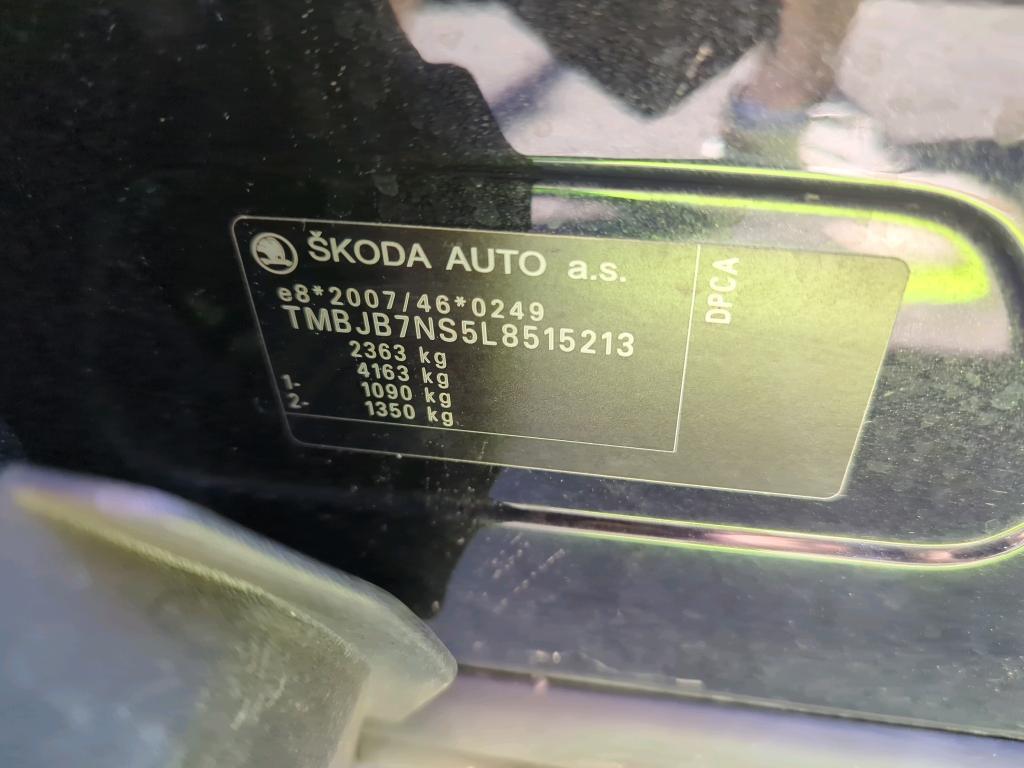 ŠKODA AUTO a.s.
e8*2007/46*0249
TMBJB7NS5L8515213
2363 kg
4163 kg
1- 1090 kg
2- 1350 kg
DPCA